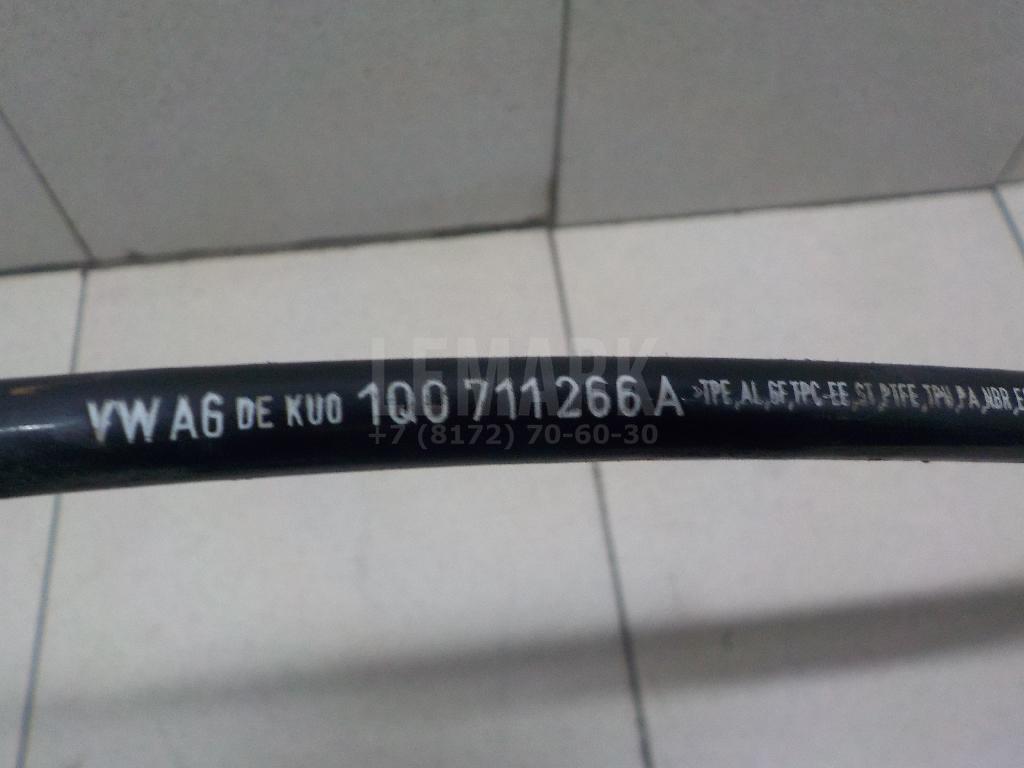 LEMARK
VW AG DE KUO 1Q0 711 266 A >TPE,AL,GF,TPC-EE,ST,PTFE,TPU,PA,NBR,
+7 (8172) 70-60-30